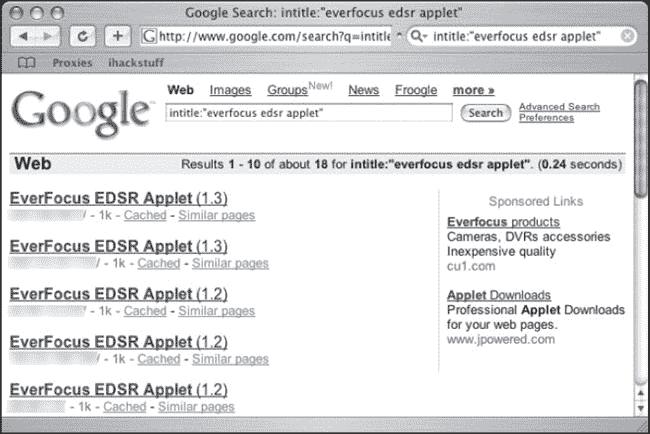 Google Search: intitle:"everfocus edsr applet"
http://www.google.com/search?q=intitle intitle:"everfocus edsr applet"
Proxies ihackstuff
Web Images Groups New! News Froogle more »
Google
intitle:"everfocus edsr applet" Search Advanced Search
Preferences
Web Results 1 - 10 of about 18 for intitle:"everfocus edsr applet". (0.24 seconds)
EverFocus EDSR Applet (1.3)
/ - 1k - Cached - Similar pages
EverFocus EDSR Applet (1.3)
/ - 1k - Cached - Similar pages
EverFocus EDSR Applet (1.2)
/ - 1k - Cached - Similar pages
EverFocus EDSR Applet (1.2)
/ - 1k - Cached - Similar pages
EverFocus EDSR Applet (1.2)
- 1k - Cached - Similar pages
Sponsored Links
Everfocus products
Cameras, DVRs accessories
Inexpensive quality
cu1.com
Applet Downloads
Professional Applet Downloads
for your web pages.
www.jpowered.com